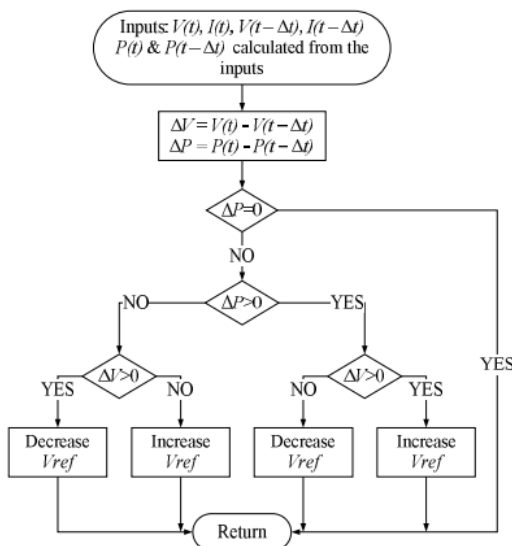 Inputs: V(t), I(t), V(t−Δt), I(t−Δt)
P(t) & P(t−Δt) calculated from the
inputs
ΔV = V(t) - V(t−Δt)
ΔP = P(t) - P(t−Δt)
ΔP=0
NO
ΔP>0
NO
YES
YES
ΔV>0
YES
NO
ΔV>0
NO
YES
Decrease
Vref
Increase
Vref
Decrease
Vref
Increase
Vref
Return